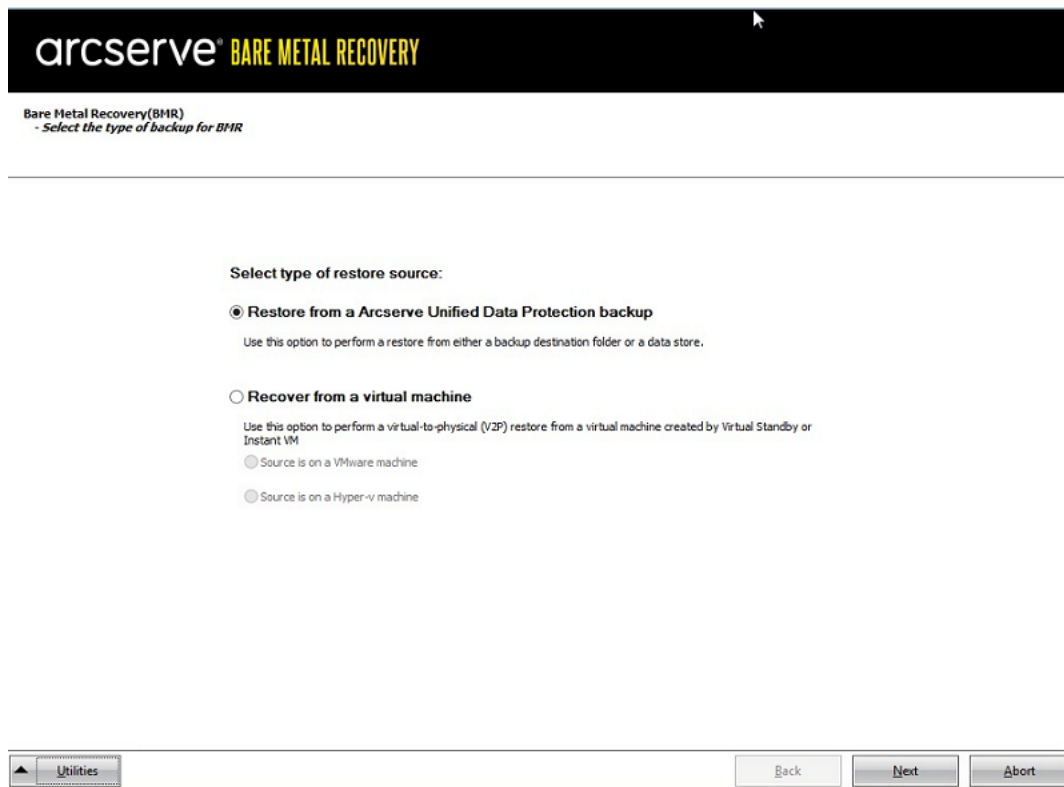 arcserve® BARE METAL RECOVERY
Bare Metal Recovery(BMR)
- Select the type of backup for BMR
Select type of restore source:
Restore from a Arcserve Unified Data Protection backup
Use this option to perform a restore from either a backup destination folder or a data store.
Recover from a virtual machine
Use this option to perform a virtual-to-physical (V2P) restore from a virtual machine created by Virtual Standby or
Instant VM
Source is on a VMware machine
Source is on a Hyper-v machine
Utilities
Back
Next
Abort